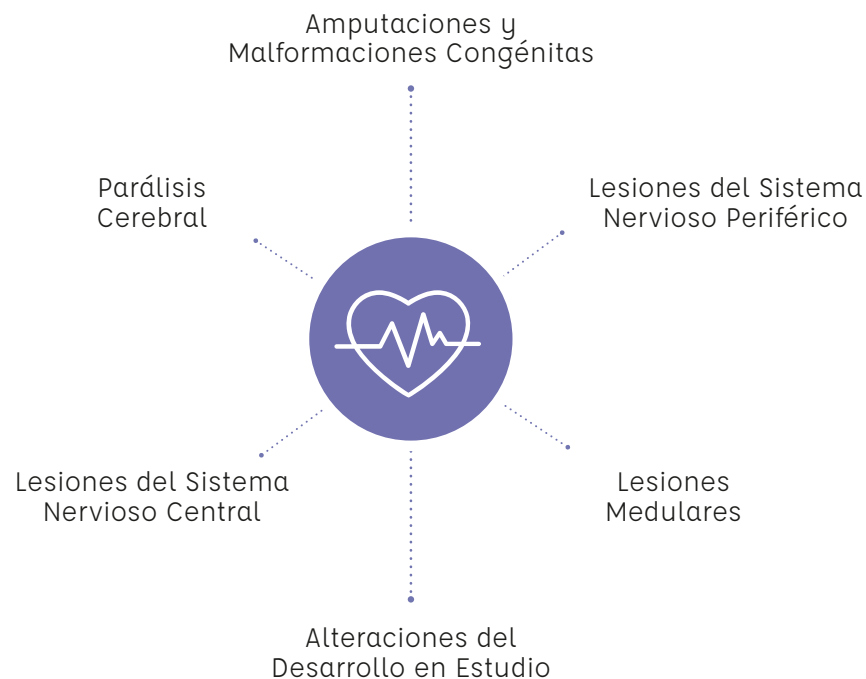 Amputaciones y
Malformaciones Congénitas
Parálisis
Cerebral
Lesiones del Sistema
Nervioso Periférico
Lesiones del Sistema
Nervioso Central
Lesiones
Medulares
Alteraciones del
Desarrollo en Estudio